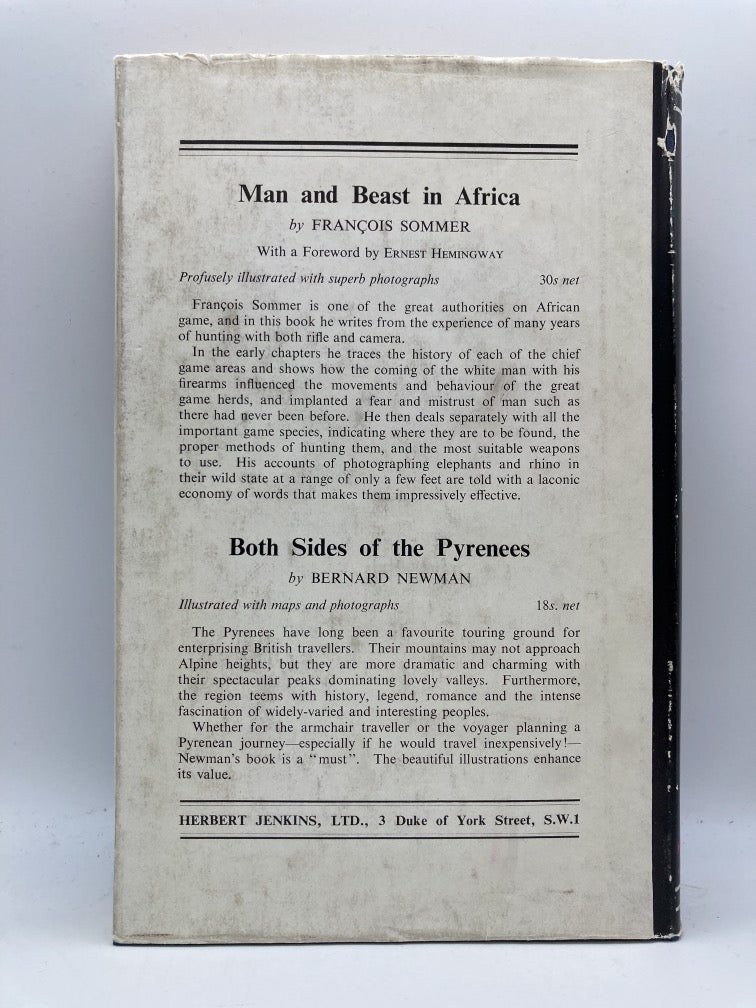 Man and Beast in Africa
by FRANÇOIS SOMMER
With a Foreword by ERNEST HEMINGWAY
Profusely illustrated with superb photographs 30s net
François Sommer is one of the great authorities on African
game, and in this book he writes from the experience of many years
of hunting with both rifle and camera.
In the early chapters he traces the history of each of the chief
game areas and shows how the coming of the white man with his
firearms influenced the movements and behaviour of the great
game herds, and implanted a fear and mistrust of man such as
there had never been before. He then deals separately with all the
important game species, indicating where they are to be found, the
proper methods of hunting them, and the most suitable weapons
to use. His accounts of photographing elephants and rhino in
their wild state at a range of only a few feet are told with a laconic
economy of words that makes them impressively effective.
Both Sides of the Pyrenees
by BERNARD NEWMAN
Illustrated with maps and photographs 18s. net
The Pyrenees have long been a favourite touring ground for
enterprising British travellers. Their mountains may not approach
Alpine heights, but they are more dramatic and charming with
their spectacular peaks dominating lovely valleys. Furthermore,
the region teems with history, legend, romance and the intense
fascination of widely-varied and interesting peoples.
Whether for the armchair traveller or the voyager planning a
Pyrenean journey—especially if he would travel inexpensively!—
Newman's book is a "must". The beautiful illustrations enhance
its value.
HERBERT JENKINS, LTD., 3 Duke of York Street, S.W.1